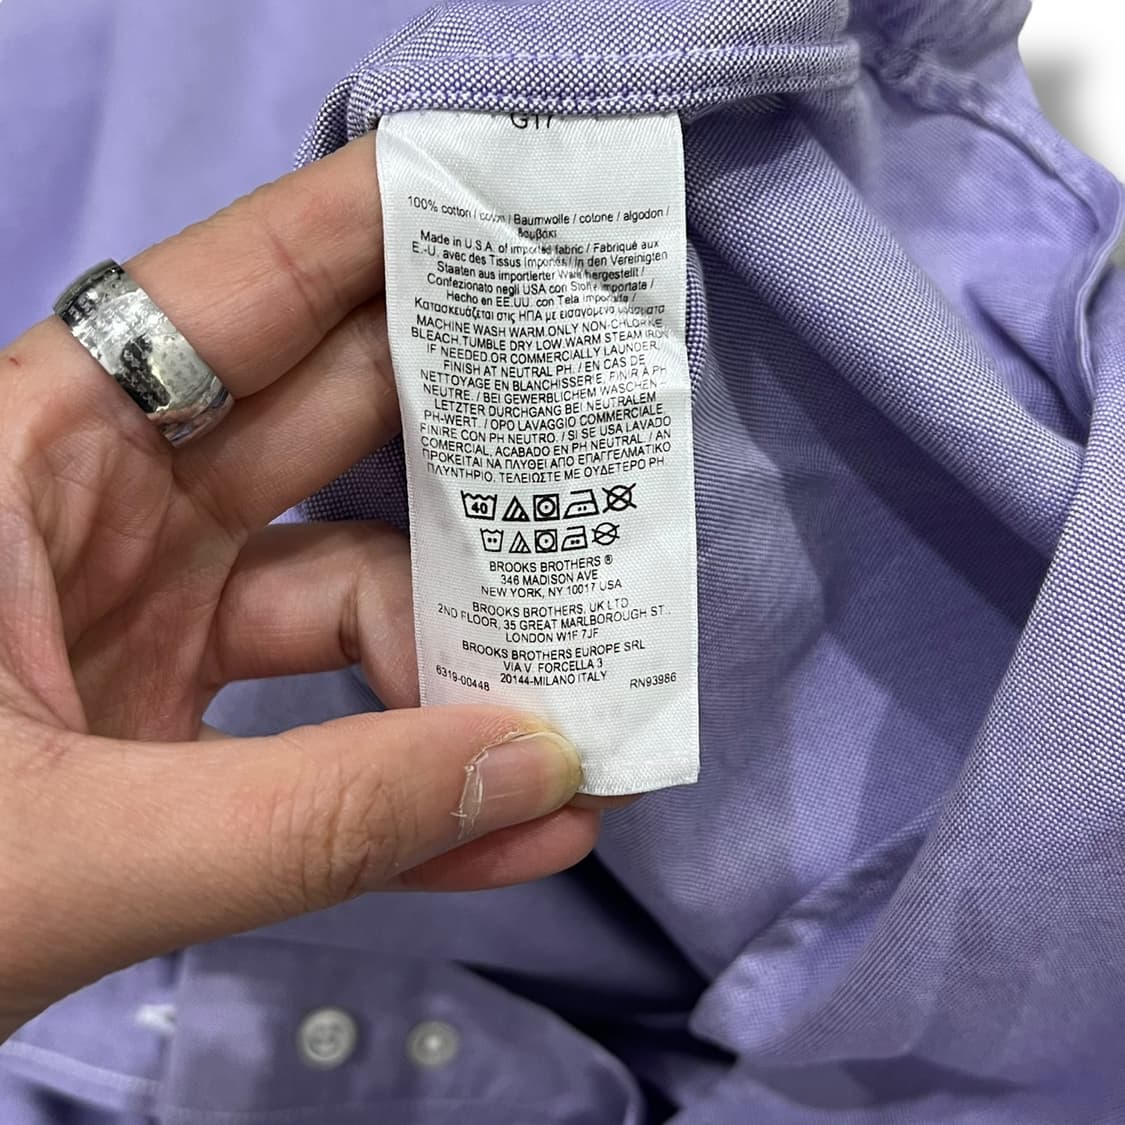 G17
100% cotton / coton / Baumwolle / cotone / algodon /
βαμβάκι
Made in U.S.A. of imported fabric / Fabriqué aux
E.-U. avec des Tissus Importés / In den Vereinigten
Staaten aus importierter Ware hergestellt /
Confezionato negli USA con Stoffe importate /
Hecho en EE.UU. con Tela Importada /
Κατασκευάζεται στις ΗΠΑ με εισαγόμενα υφάσματα
MACHINE WASH WARM.ONLY NON-CHLORINE
BLEACH.TUMBLE DRY LOW.WARM STEAM IRON
IF NEEDED.OR COMMERCIALLY LAUNDER,
FINISH AT NEUTRAL PH. / EN CAS DE
NETTOYAGE EN BLANCHISSERIE, FINIR A PH
NEUTRE. / BEI GEWERBLICHEM WASCHEN-
LETZTER DURCHGANG BEI NEUTRALEM
PH-WERT. / OPO LAVAGGIO COMMERCIALE,
FINIRE CON PH NEUTRO. / SI SE USA LAVADO
COMERCIAL, ACABADO EN PH NEUTRAL. / AN
ΠΡΟΚΕΙΤΑΙ ΝΑ ΠΛΥΘΕΙ ΑΠΟ ΕΠΑΓΓΕΛΜΑΤΙΚΟ
ΠΛΥΝΤΗΡΙΟ, ΤΕΛΕΙΩΣΤΕ ΜΕ ΟΥΔΕΤΕΡΟ PH
40
BROOKS BROTHERS ®
346 MADISON AVE
NEW YORK, NY 10017 USA
BROOKS BROTHERS, UK LTD
2ND FLOOR, 35 GREAT MARLBOROUGH ST.
LONDON W1F 7JF
BROOKS BROTHERS EUROPE SRL
VIA V. FORCELLA 3
20144-MILANO ITALY
6319-00448 RN93986